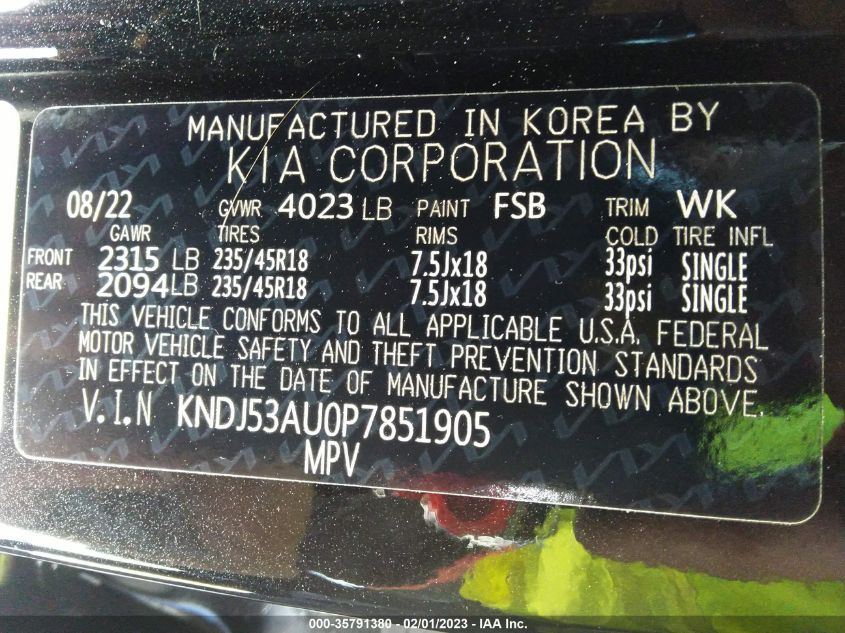 MANUFACTURED IN KOREA BY
KIA CORPORATION
08/22 GVWR 4023 LB PAINT FSB TRIM WK
GAWR TIRES RIMS COLD TIRE INFL
FRONT 2315 LB 235/45R18 7.5Jx18 33psi SINGLE
REAR 2094 LB 235/45R18 7.5Jx18 33psi SINGLE
THIS VEHICLE CONFORMS TO ALL APPLICABLE U.S.A. FEDERAL
MOTOR VEHICLE SAFETY AND THEFT PREVENTION STANDARDS
IN EFFECT ON THE DATE OF MANUFACTURE SHOWN ABOVE.
V.I.N KNDJ53AU0P7851905
MPV
000-35791380 - 02/01/2023 - IAA Inc.